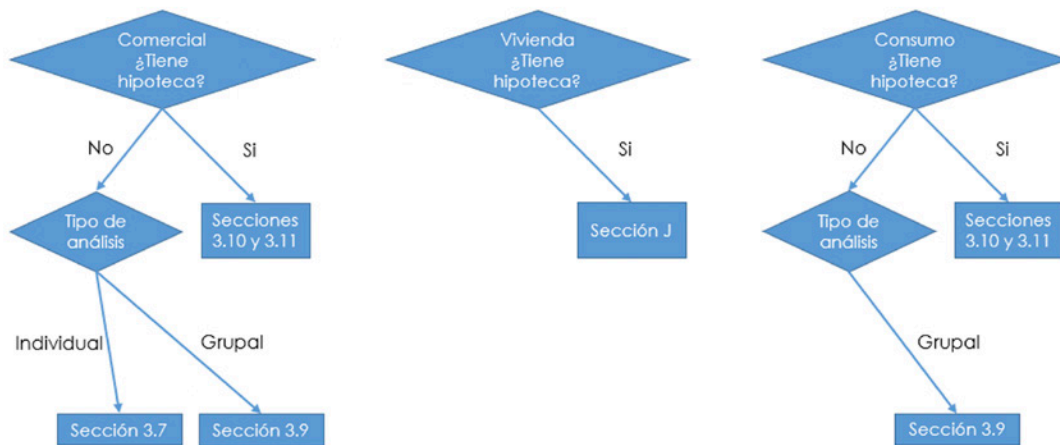 Comercial
¿Tiene
hipoteca?
No
Si
Tipo de
análisis
Secciones
3.10 y 3.11
Individual
Grupal
Sección 3.7
Sección 3.9
Vivienda
¿Tiene
hipoteca?
Si
Sección J
Consumo
¿Tiene
hipoteca?
No
Si
Tipo de
análisis
Secciones
3.10 y 3.11
Grupal
Sección 3.9